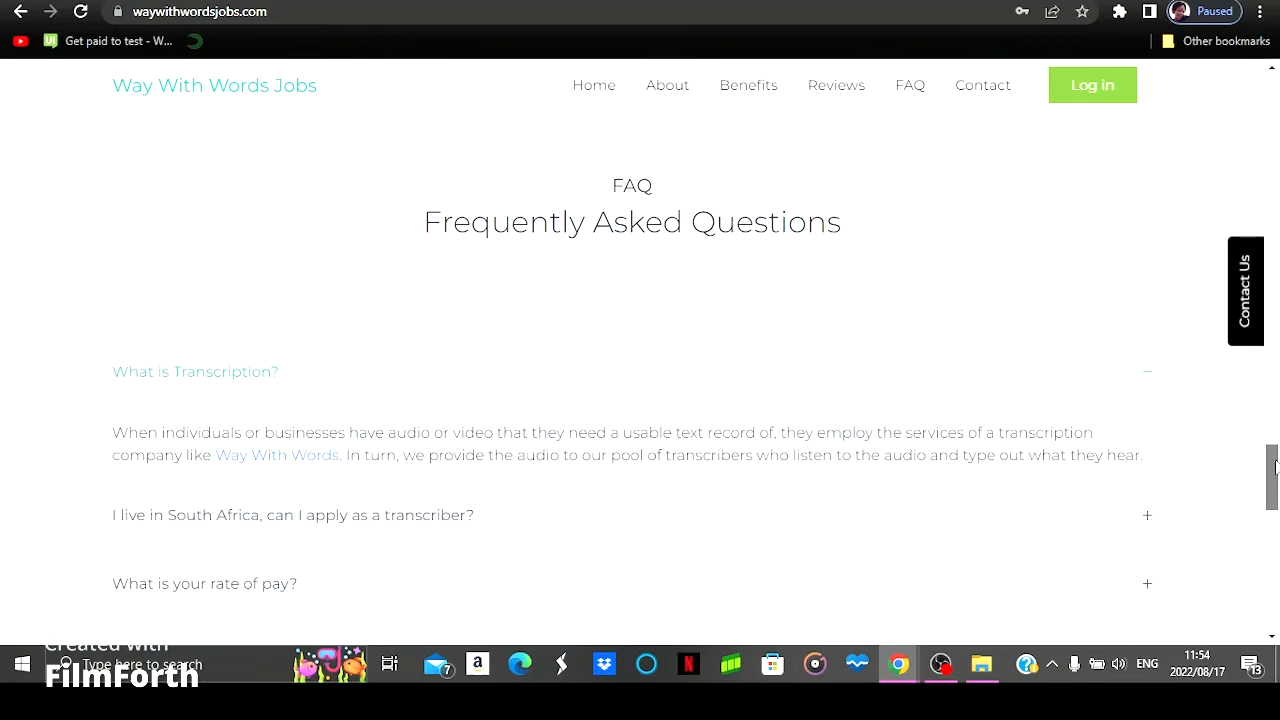 waywithwordsjobs.com
Paused
Get paid to test - W...
Other bookmarks
Way With Words Jobs
Home
About
Benefits
Reviews
FAQ
Contact
Log in
FAQ
Frequently Asked Questions
Contact Us
What is Transcription?
When individuals or businesses have audio or video that they need a usable text record of, they employ the services of a transcription
company like Way With Words. In turn, we provide the audio to our pool of transcribers who listen to the audio and type out what they hear.
I live in South Africa, can I apply as a transcriber?
What is your rate of pay?
Created with
FilmForth
Type here to search
7
ENG
11:54
2022/08/17
13